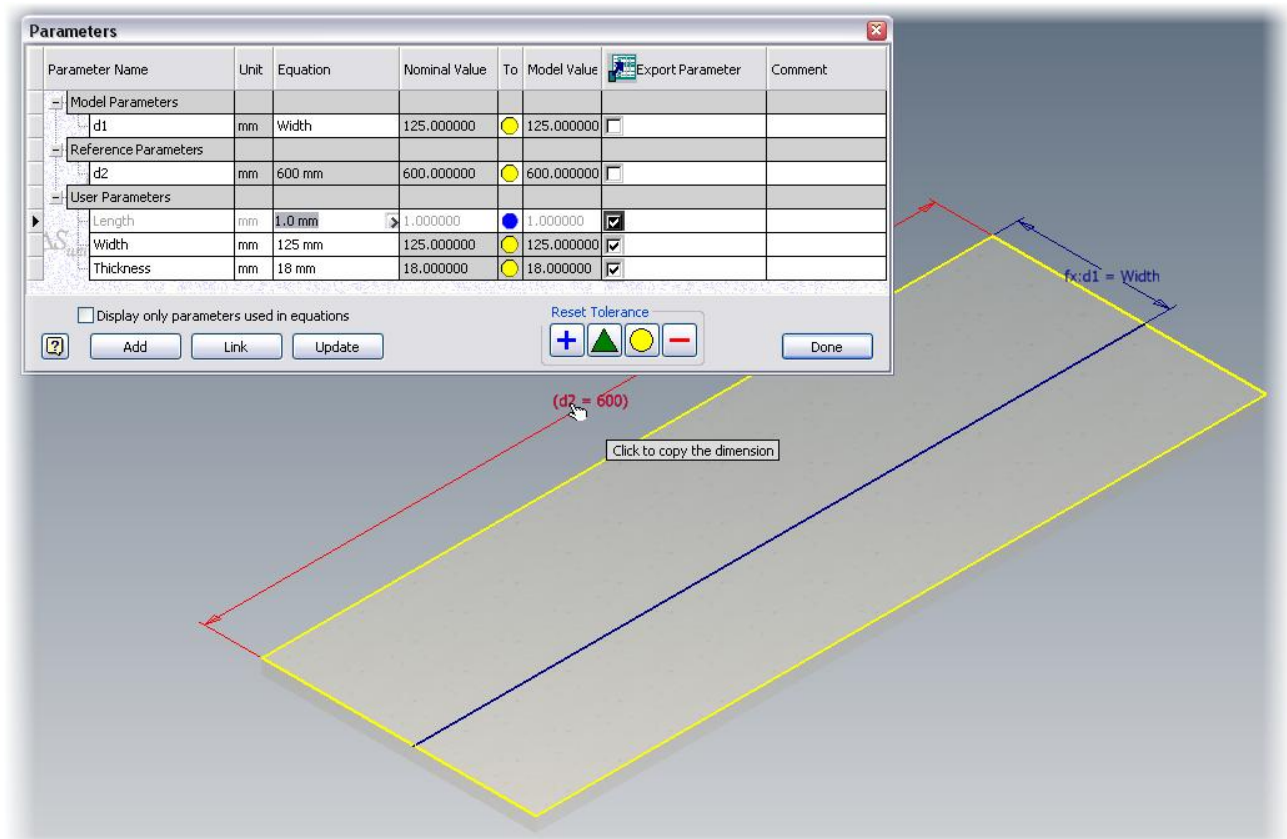 Parameters
Parameter Name Unit Equation Nominal Value To Model Value Export Parameter Comment
Model Parameters
d1 mm Width 125.000000 125.000000
Reference Parameters
d2 mm 600 mm 600.000000 600.000000
User Parameters
Length mm 1.0 mm 1.000000 1.000000
Width mm 125 mm 125.000000 125.000000
Thickness mm 18 mm 18.000000 18.000000
Display only parameters used in equations
Reset Tolerance
Add Link Update Done
fx:d1 = Width
(d2 = 600)
Click to copy the dimension